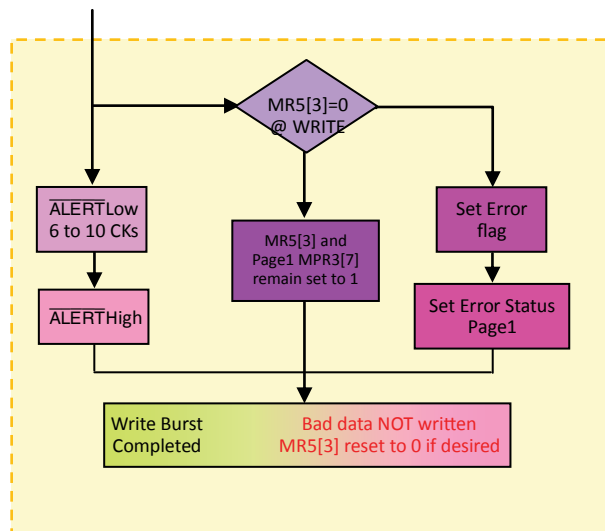 MR5[3]=0
@ WRITE
A̅L̅E̅R̅T̅Low
6 to 10 CKs
A̅L̅E̅R̅T̅High
MR5[3] and
Page1 MPR3[7]
remain set to 1
Set Error
flag
Set Error Status
Page1
Write Burst
Completed
Bad data NOT written
MR5[3] reset to 0 if desired